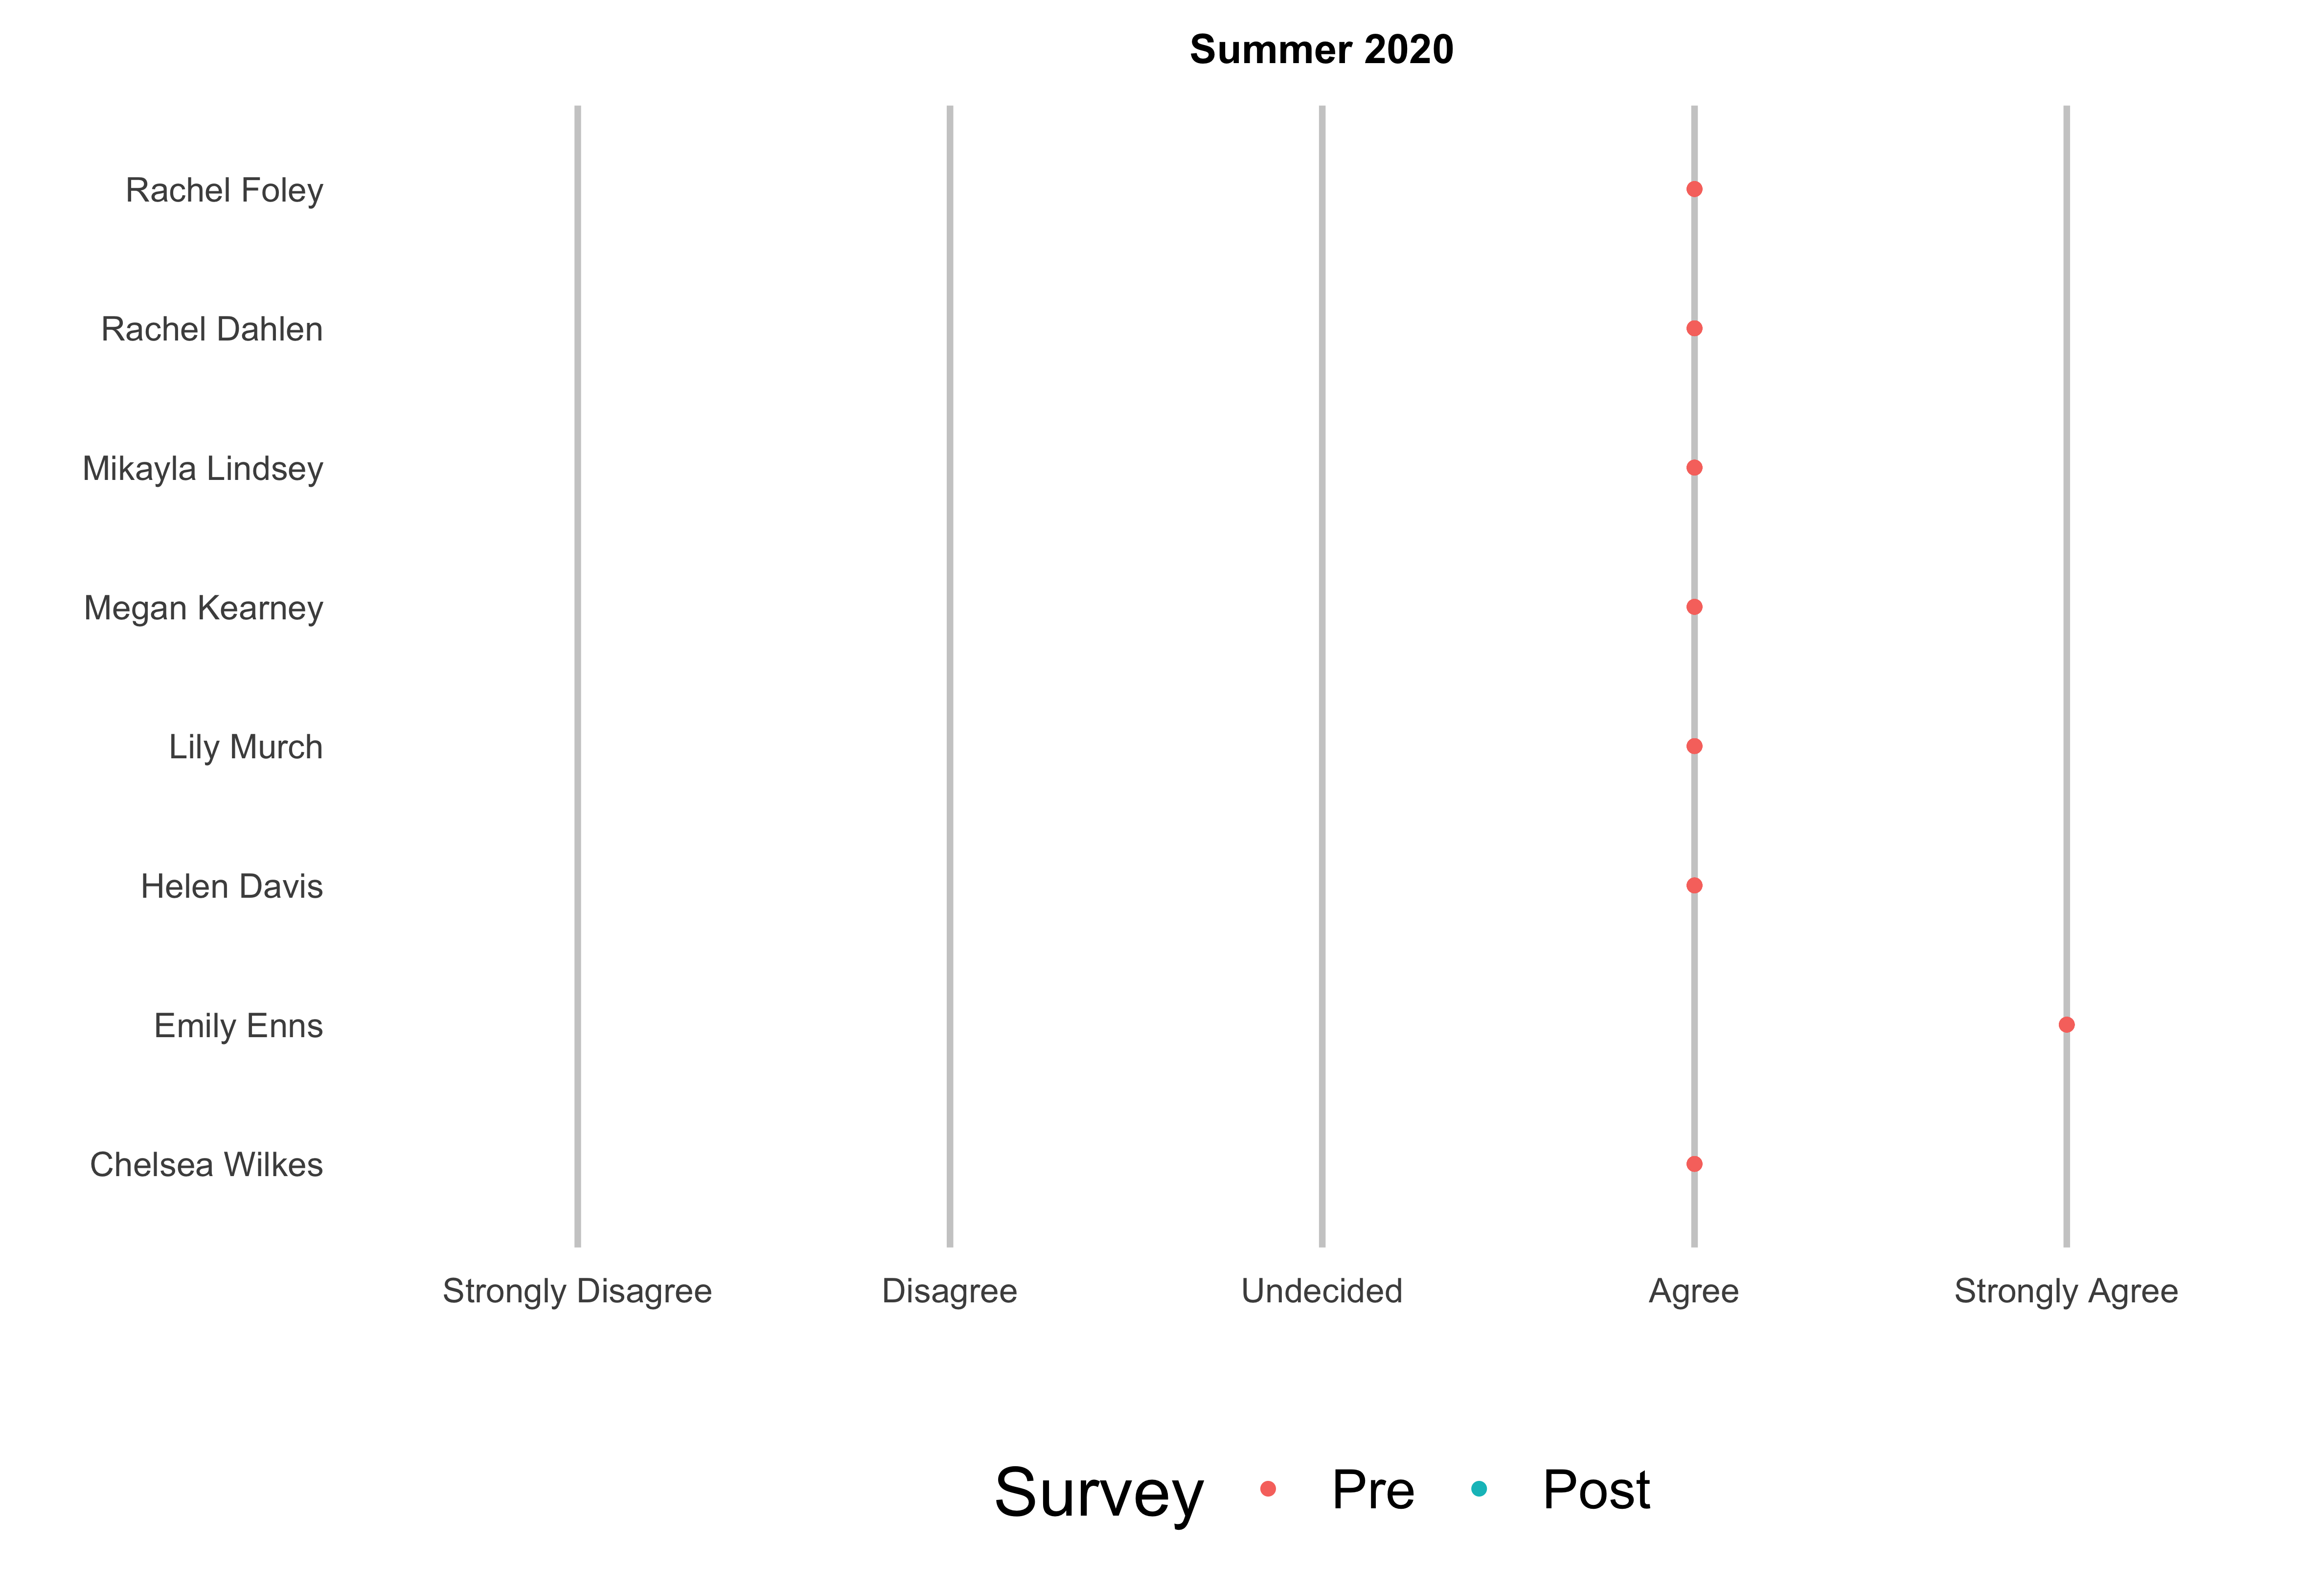 Summer 2020
Rachel Foley
Rachel Dahlen
Mikayla Lindsey
Megan Kearney
Lily Murch
Helen Davis
Emily Enns
Chelsea Wilkes
Strongly Disagree Disagree Undecided Agree Strongly Agree
Survey Pre Post